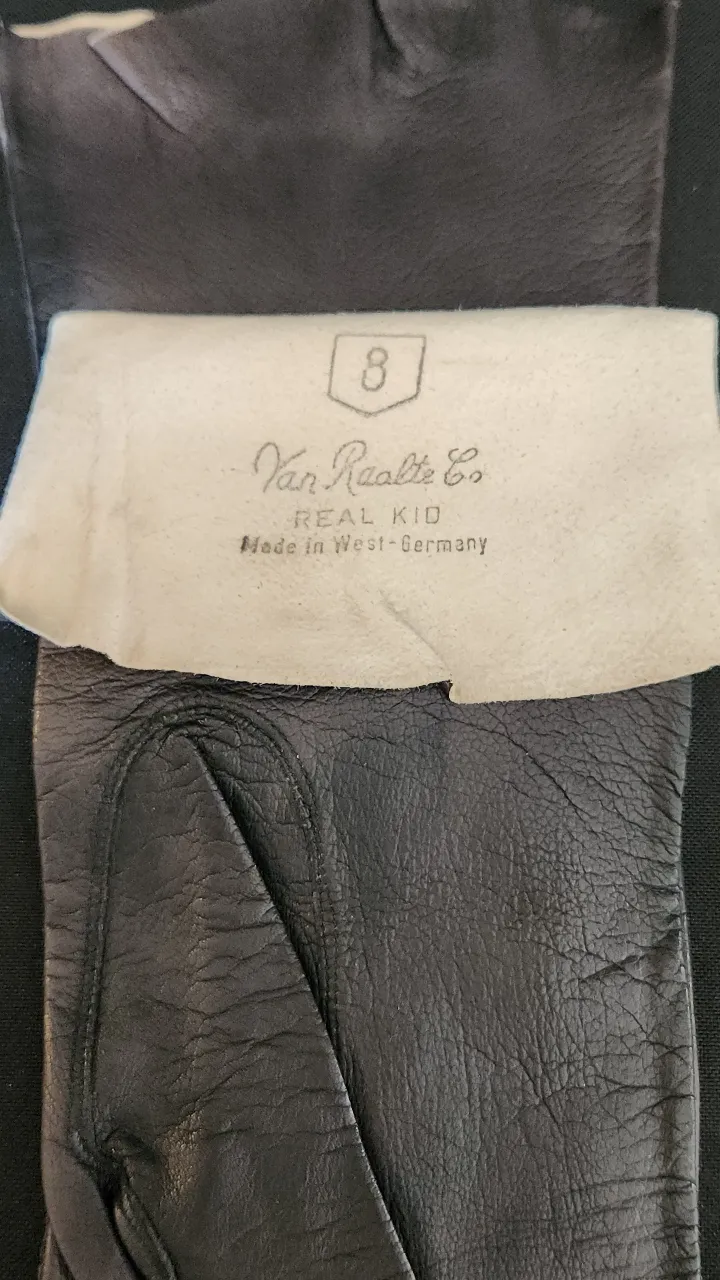 8
Van Raalte Co
REAL KID
Made in West-Germany